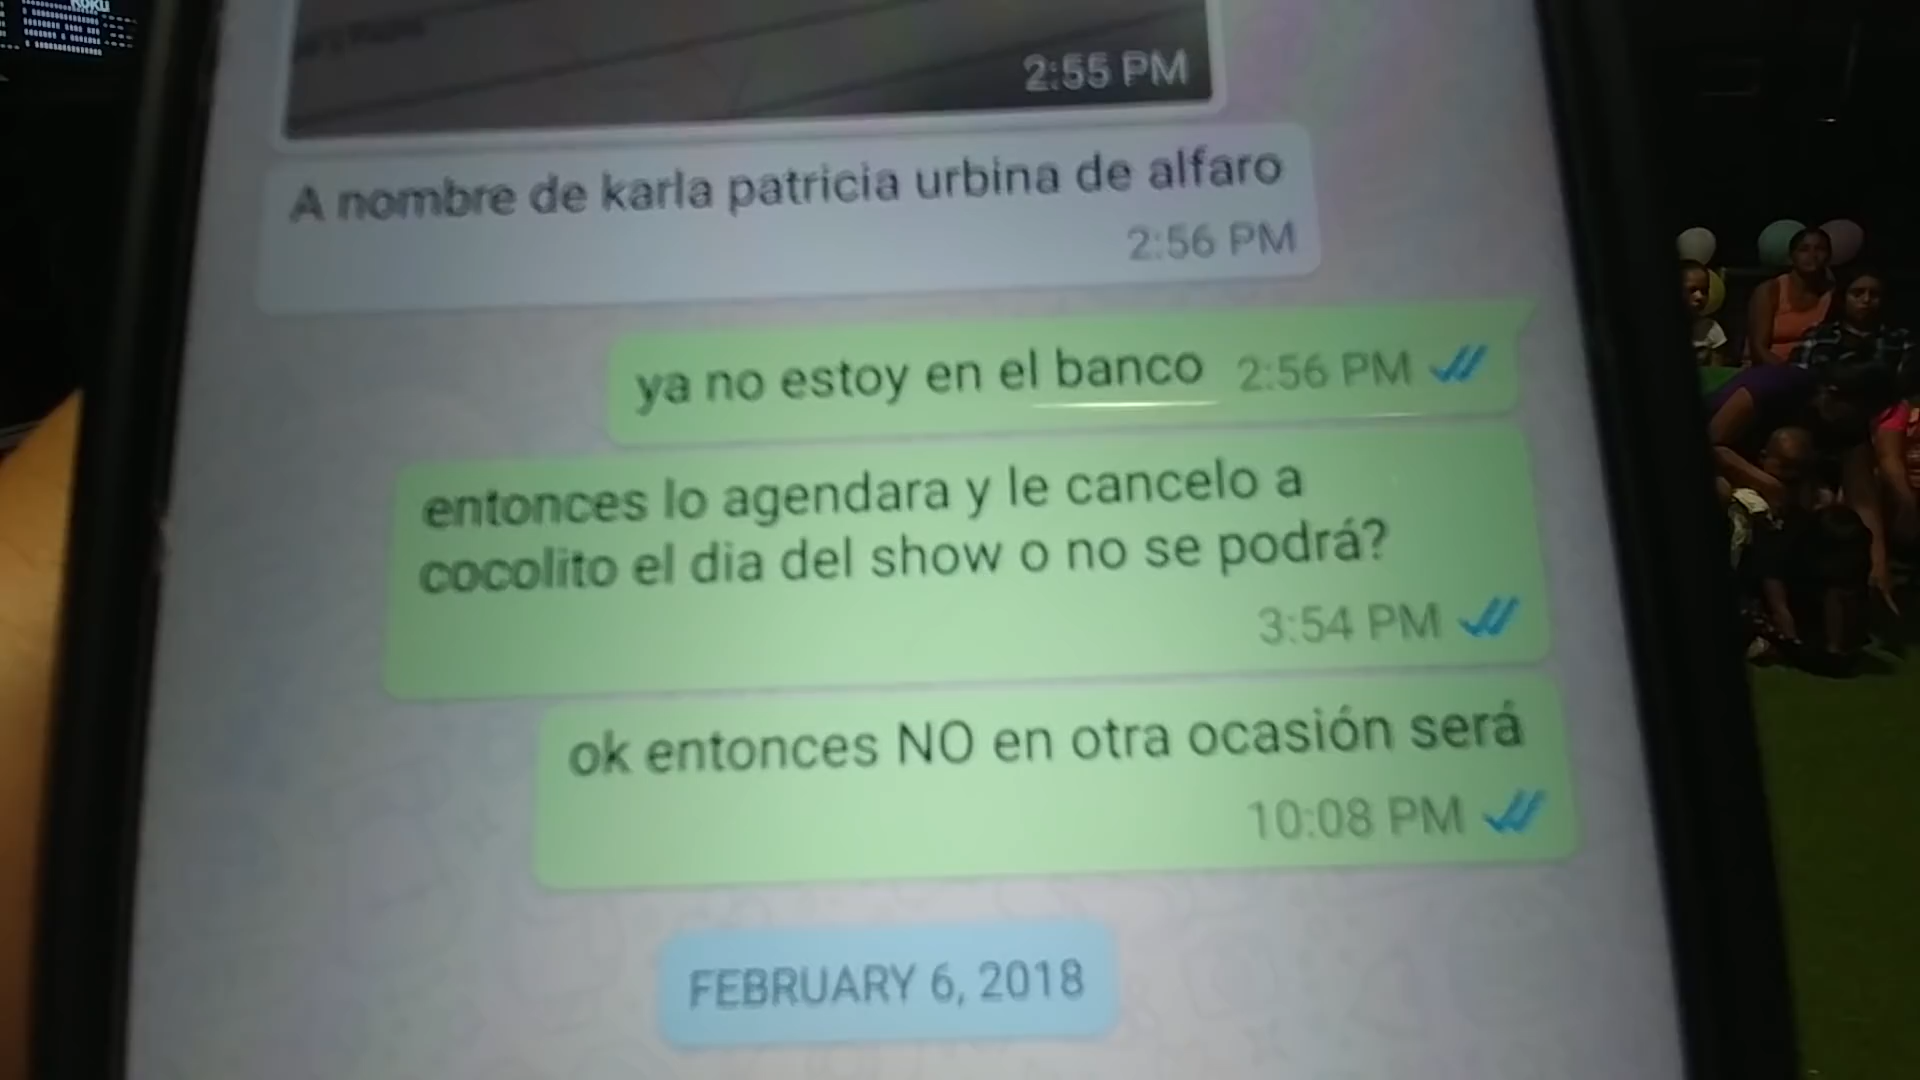 ROKU
2:55 PM
A nombre de karla patricia urbina de alfaro
2:56 PM
ya no estoy en el banco 2:56 PM
entonces lo agendara y le cancelo a
cocolito el dia del show o no se podrá?
3:54 PM
ok entonces NO en otra ocasión será
10:08 PM
FEBRUARY 6, 2018